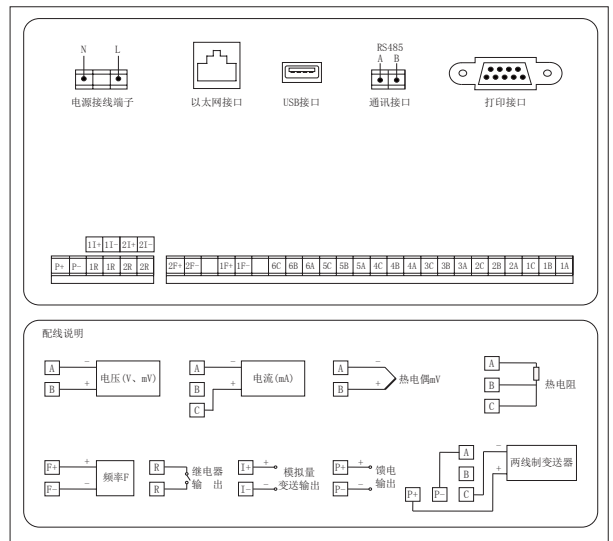 N L
RS485
A B
电源接线端子 以太网接口 USB接口 通讯接口 打印接口
1I+ 1I- 2I+ 2I-
P+ P- 1R 1R 2R 2R 2F+ 2F- 1F+ 1F- 6C 6B 6A 6C 5B 5A 4C 4B 4A 3C 3B 3A 2C 2B 2A 1C 1B 1A
配线说明
A - 电压(V、mV)
B +
A - 电流(mA)
B +
C
A - 热电偶mV
B +
A
B 热电阻
C
F+ + 频率F
F- -
R 继电器
R 输 出
I+ + 模拟量
I- - 变送输出
P+ + 馈电
P- - 输出
A - 两线制变送器
B +
P+ P- C